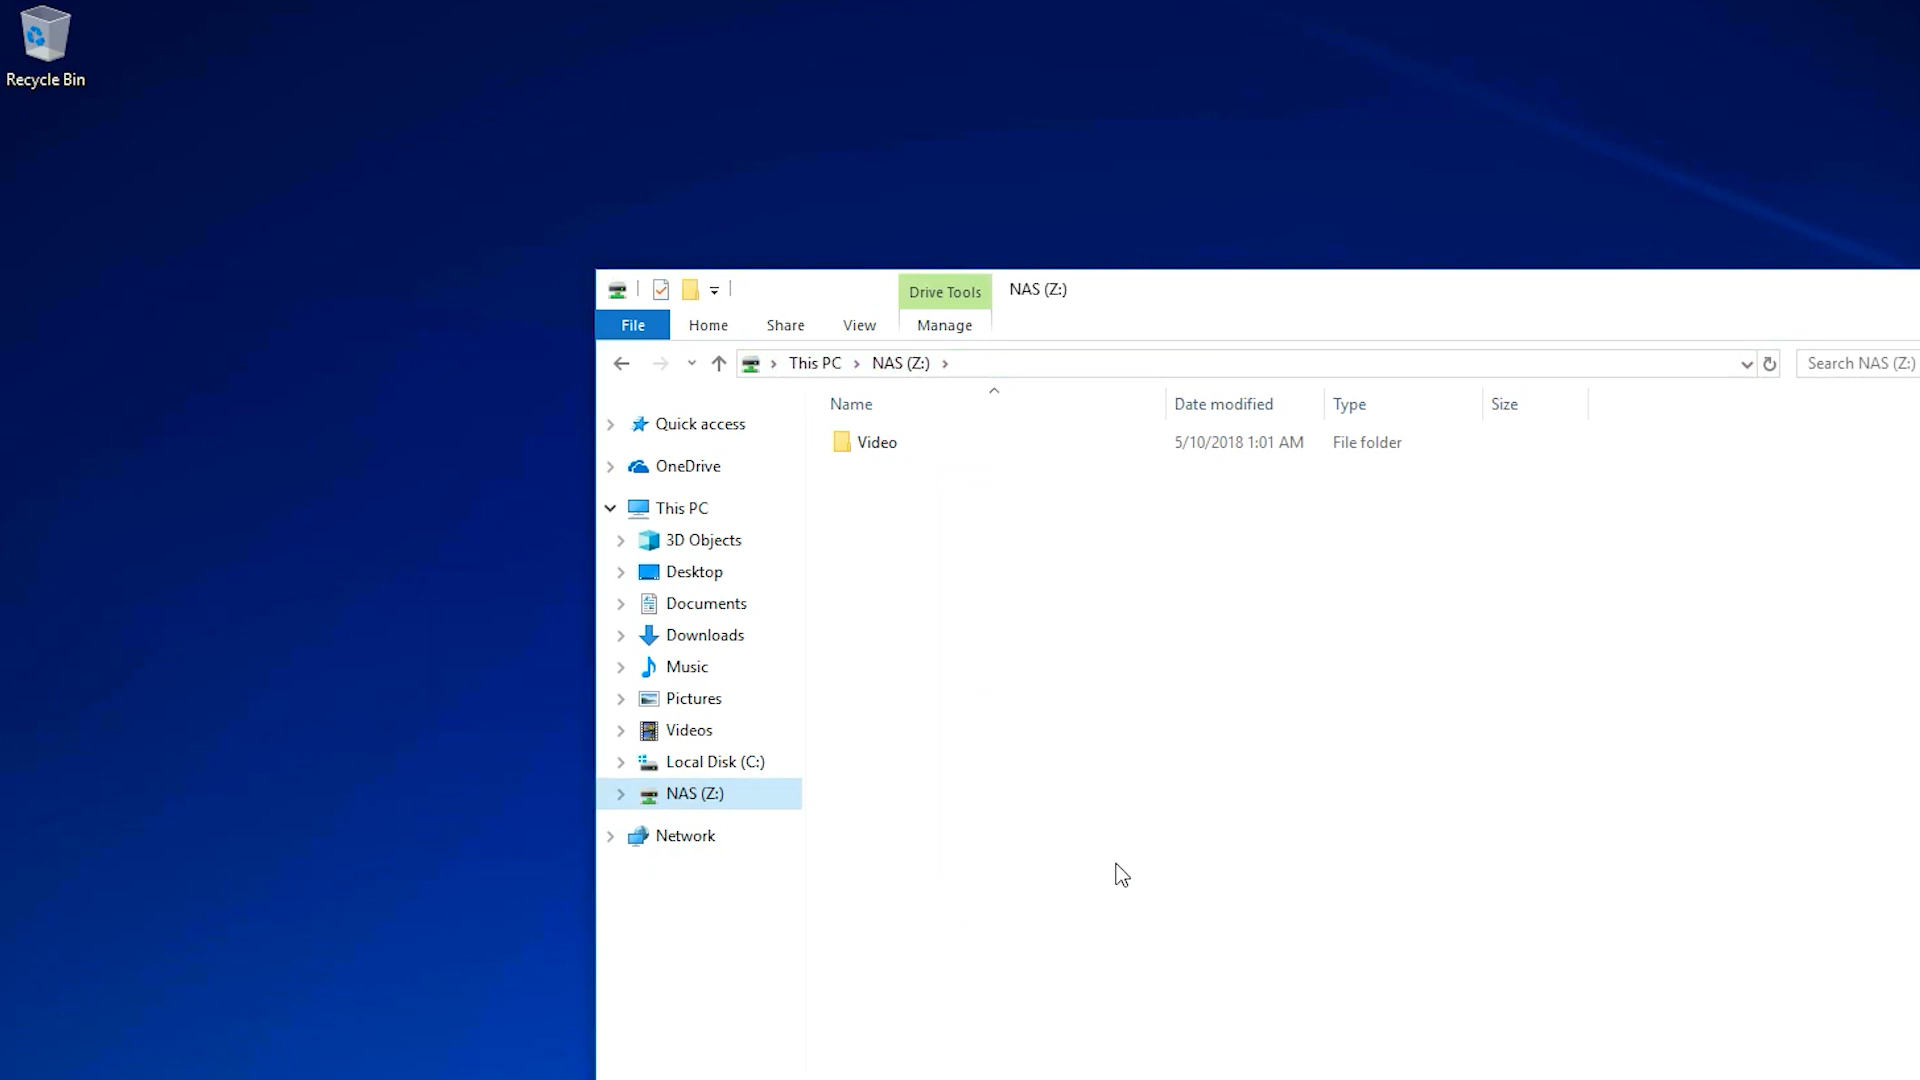 Recycle Bin
Drive Tools
NAS (Z:)
File
Home
Share
View
Manage
This PC
NAS (Z:)
Search NAS (Z:)
Name
Date modified
Type
Size
Video
5/10/2018 1:01 AM
File folder
Quick access
OneDrive
This PC
3D Objects
Desktop
Documents
Downloads
Music
Pictures
Videos
Local Disk (C:)
NAS (Z:)
Network